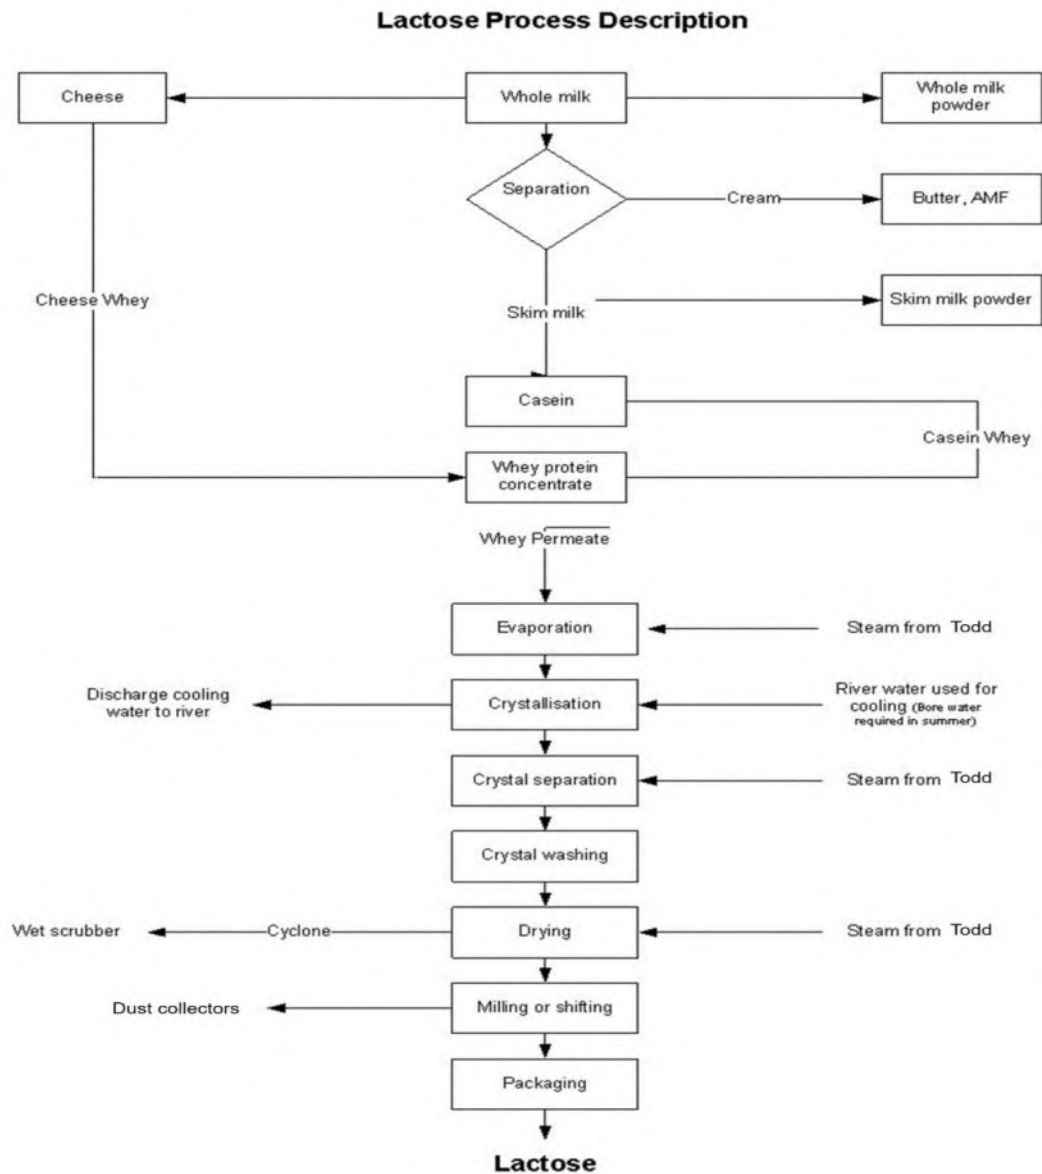 Lactose Process Description
Cheese
Whole milk
Whole milk
powder
Separation
Cream
Butter, AMF
Cheese Whey
Skim milk
Skim milk powder
Casein
Casein Whey
Whey protein
concentrate
Whey Permeate
Evaporation
Steam from Todd
Discharge cooling
water to river
Crystallisation
River water used for
cooling (Bore water
required in summer)
Crystal separation
Steam from Todd
Crystal washing
Wet scrubber
Cyclone
Drying
Steam from Todd
Dust collectors
Milling or shifting
Packaging
Lactose